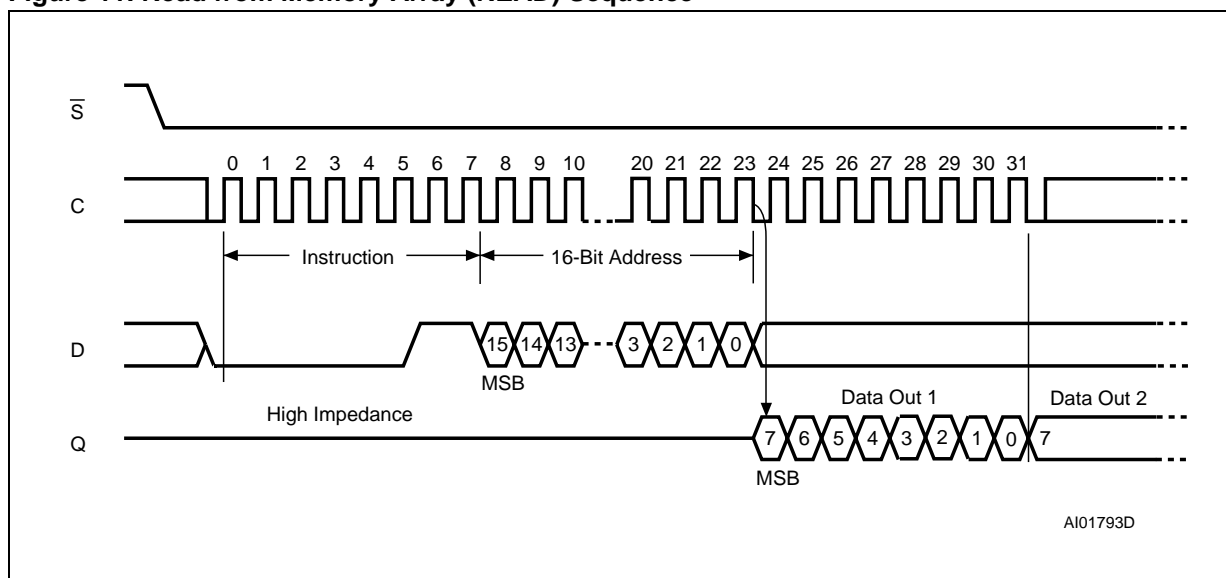 S
0 1 2 3 4 5 6 7 8 9 10 20 21 22 23 24 25 26 27 28 29 30 31
C
Instruction 16-Bit Address
D
15 14 13 3 2 1 0
MSB
High Impedance Data Out 1 Data Out 2
Q
7 6 5 4 3 2 1 0 7
MSB
AI01793D